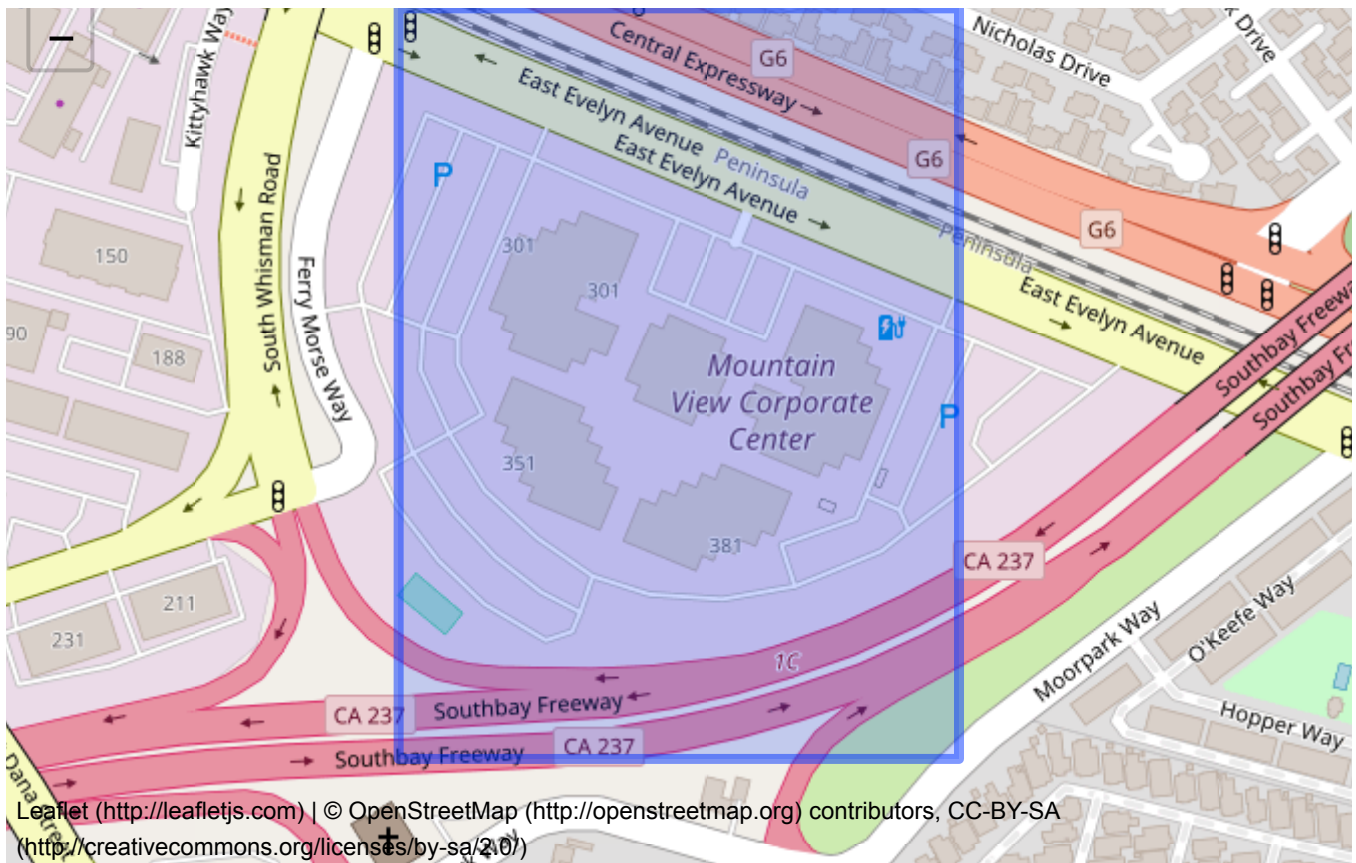 −
Kittyhawk Way
Nicholas Drive
k Drive
Central Expressway
G6
East Evelyn Avenue
East Evelyn Avenue
Peninsula
G6
G6
Peninsula
East Evelyn Avenue
P
South Whisman Road
Ferry Morse Way
150
90
188
301
301
Mountain
View Corporate
Center
P
351
381
Southbay Freeway
Southbay Fr
CA 237
211
231
1C
CA 237
Southbay Freeway
CA 237
Southbay Freeway
Moorpark Way
O'Keefe Way
Hopper Way
Dana Street
k Way
+
Leaflet (http://leafletjs.com) | © OpenStreetMap (http://openstreetmap.org) contributors, CC-BY-SA
(http://creativecommons.org/licenses/by-sa/2.0/)